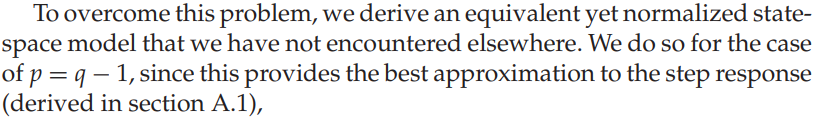 To overcome this problem, we derive an equivalent yet normalized state-
space model that we have not encountered elsewhere. We do so for the case
of p = q − 1, since this provides the best approximation to the step response
(derived in section A.1),